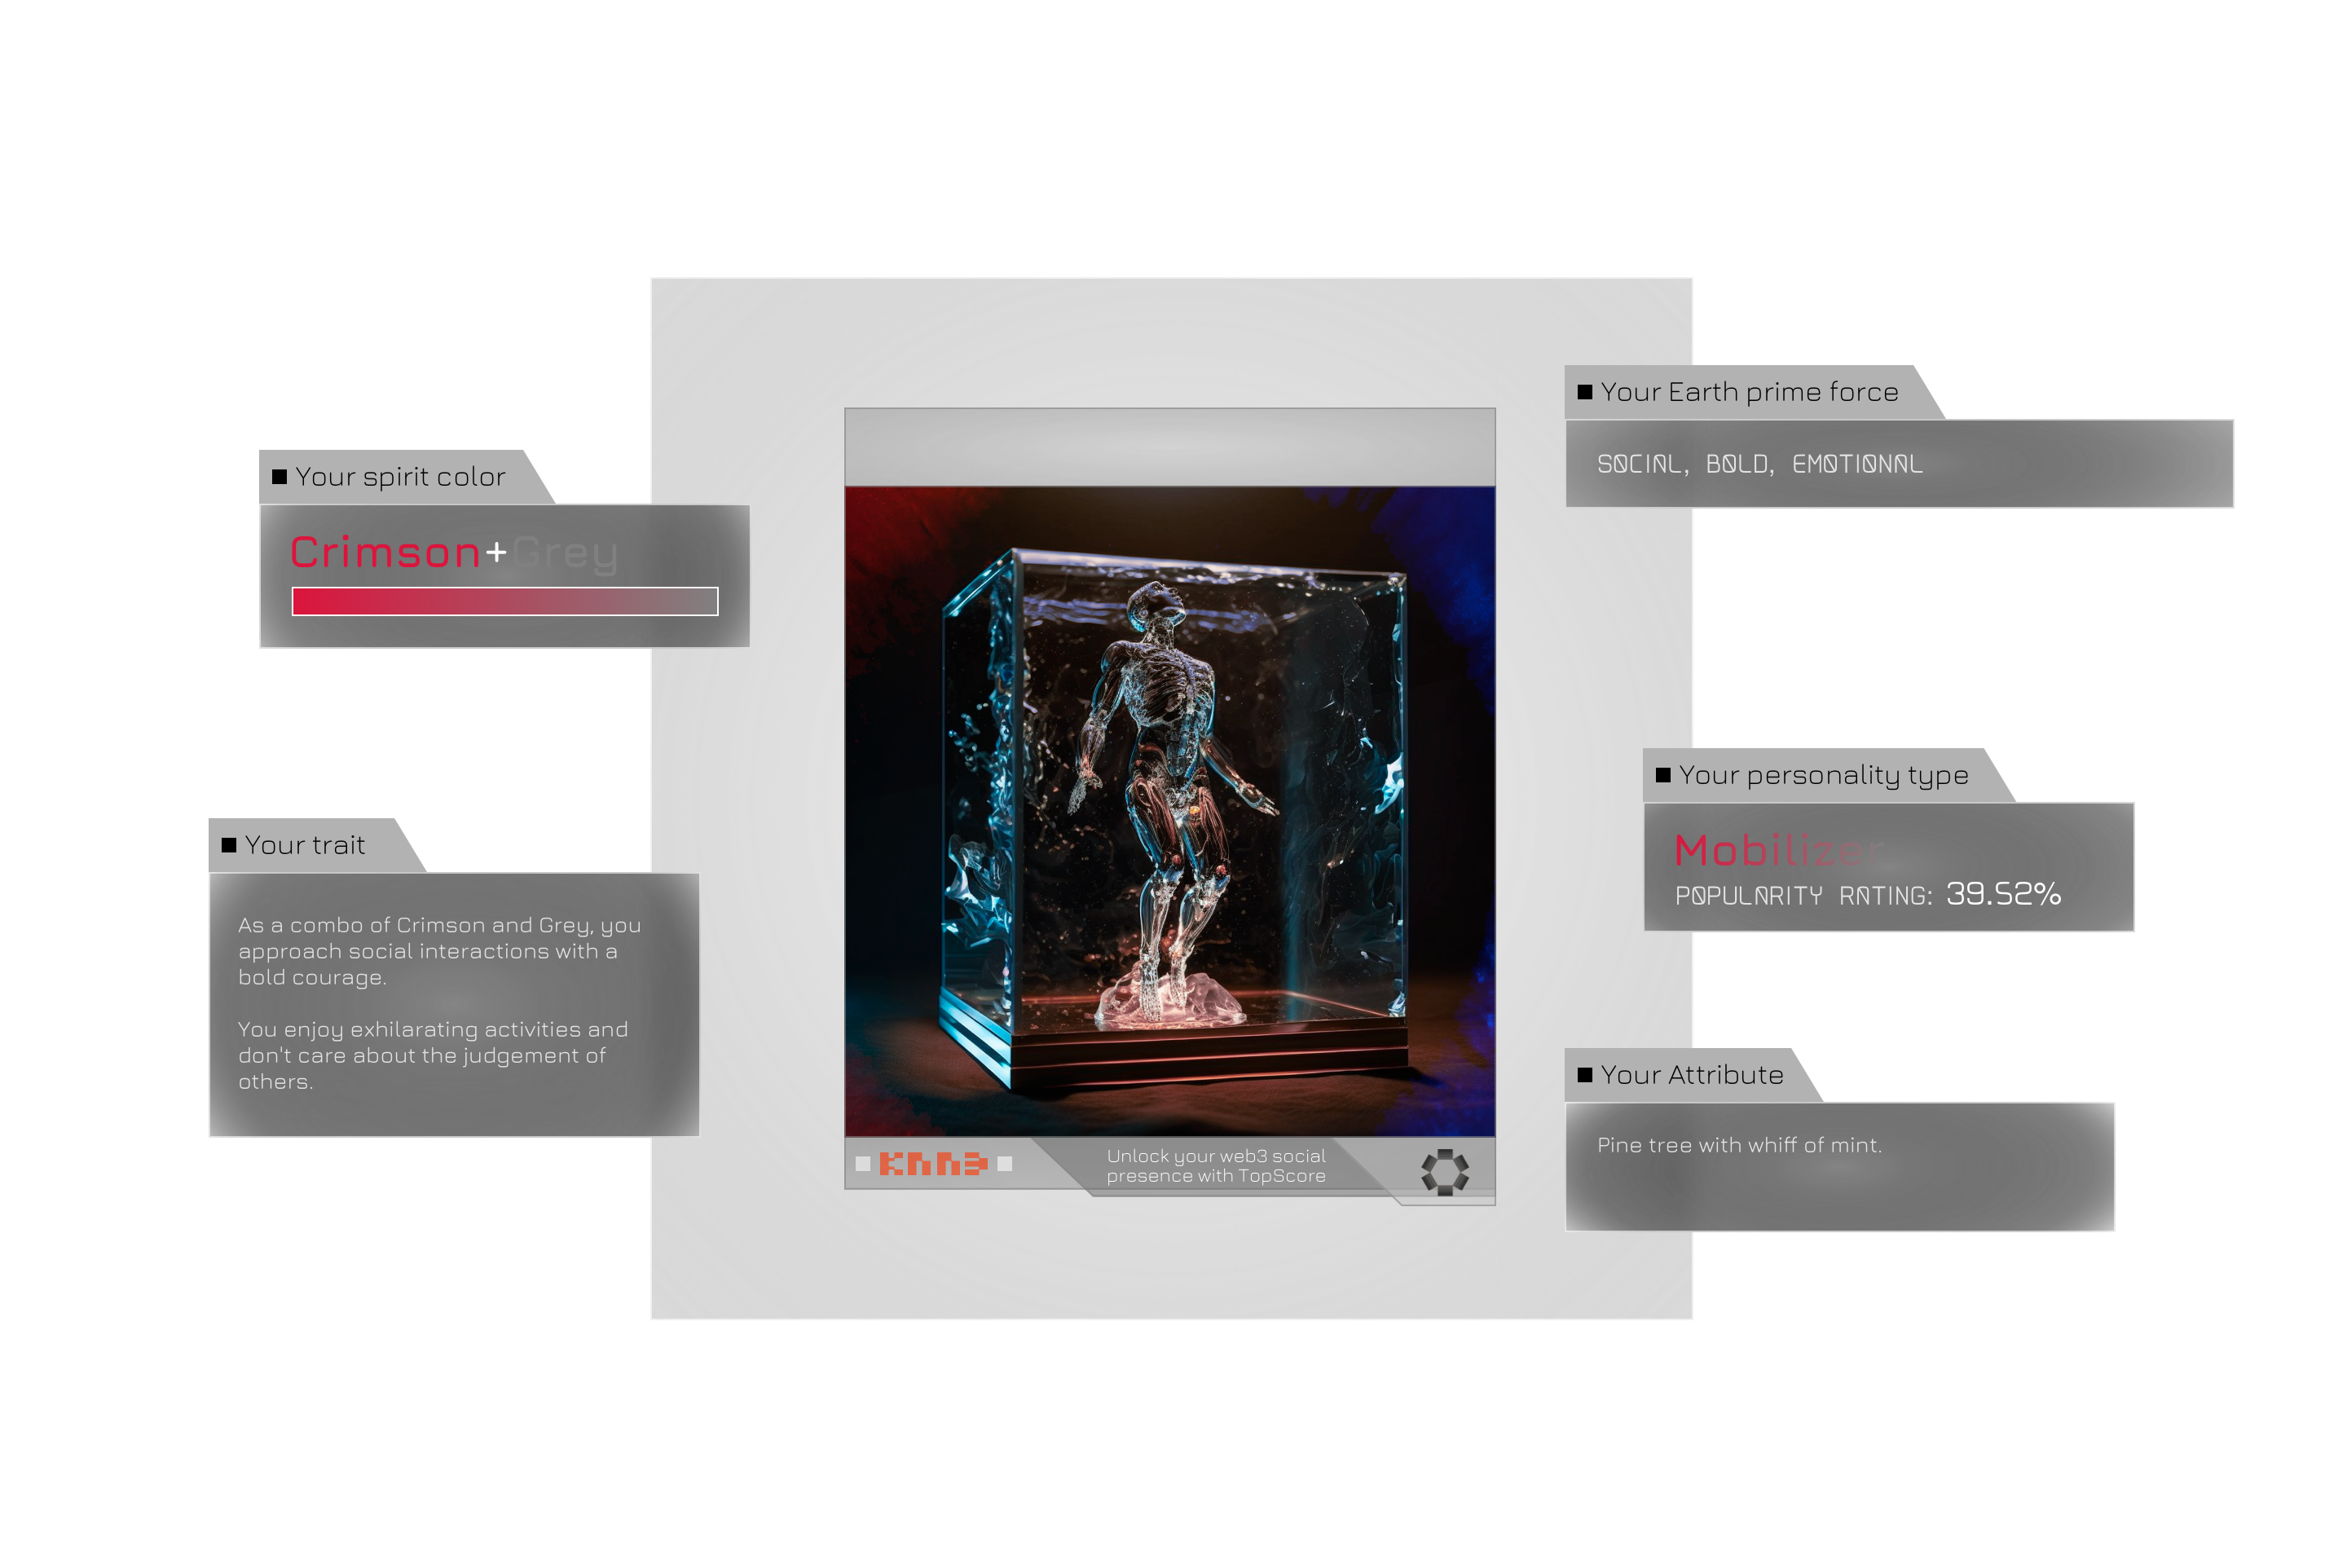 Your spirit color
Crimson+Grey
Your trait
As a combo of Crimson and Grey, you
approach social interactions with a
bold courage.
You enjoy exhilarating activities and
don't care about the judgement of
others.
KNN3
Unlock your web3 social
presence with TopScore
Your Earth prime force
SOCIAL, BOLD, EMOTIONAL
Your personality type
Mobilizer
POPULARITY RATING: 39.52%
Your Attribute
Pine tree with whiff of mint.